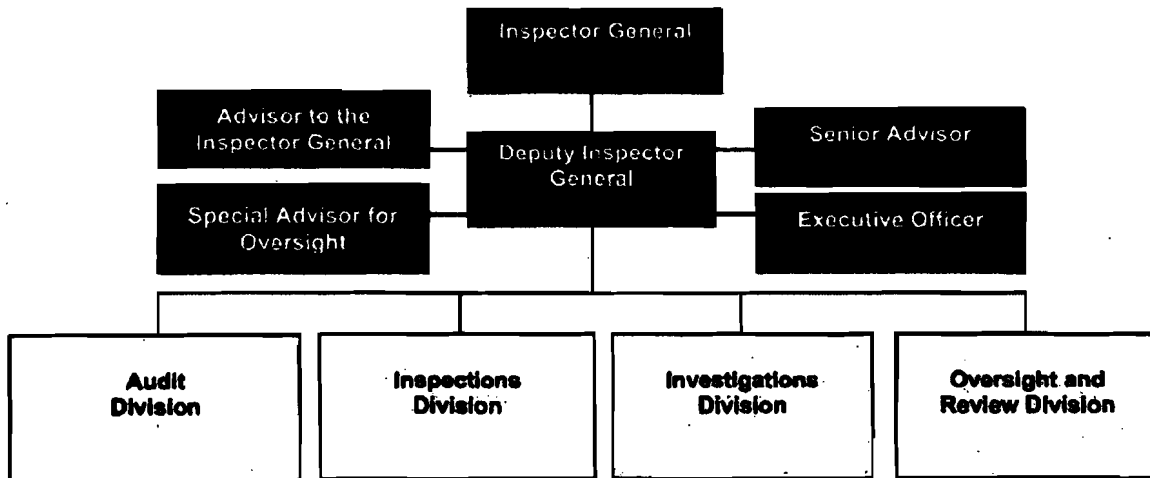 Inspector General
Advisor to the
Inspector General
Deputy Inspector
General
Senior Advisor
Special Advisor for
Oversight
Executive Officer
Audit
Division
Inspections
Division
Investigations
Division
Oversight and
Review Division